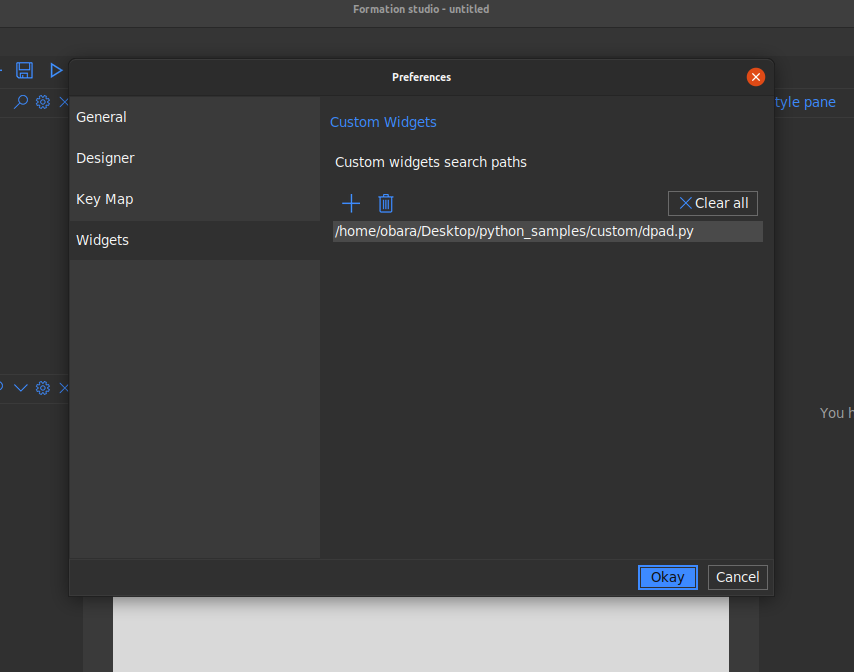 Formation studio - untitled
Preferences
General
Designer
Key Map
Widgets
Custom Widgets
Custom widgets search paths
Clear all
/home/obara/Desktop/python_samples/custom/dpad.py
Okay
Cancel
tyle pane
You h